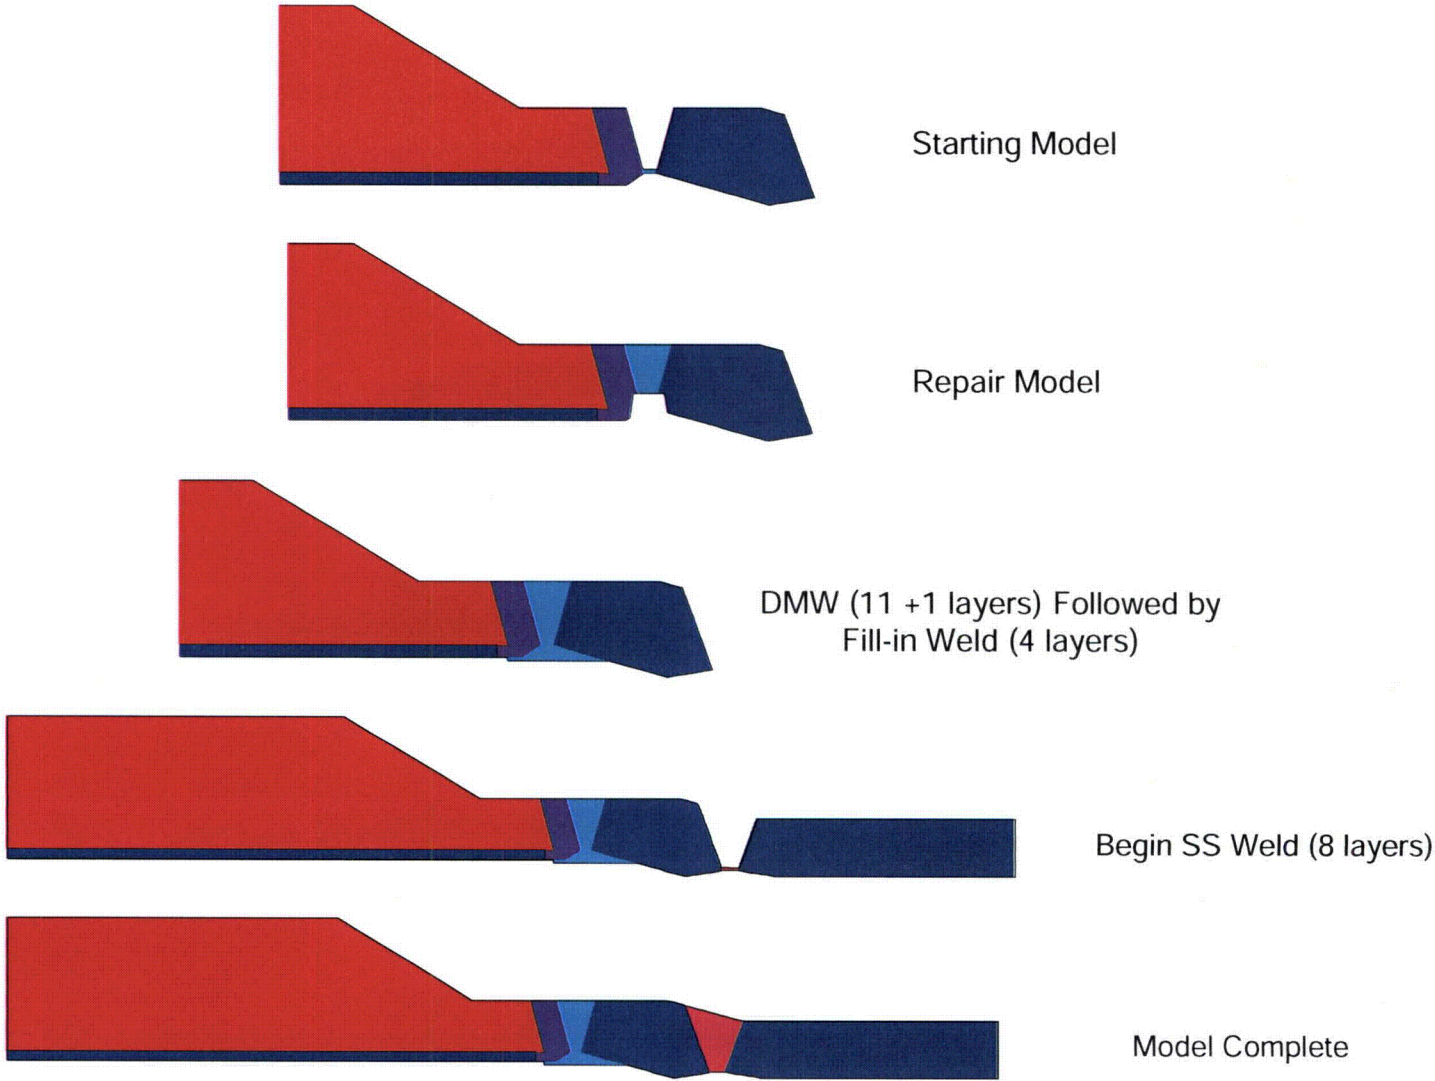 Starting Model
Repair Model
DMW (11 +1 layers) Followed by
Fill-in Weld (4 layers)
Begin SS Weld (8 layers)
Model Complete